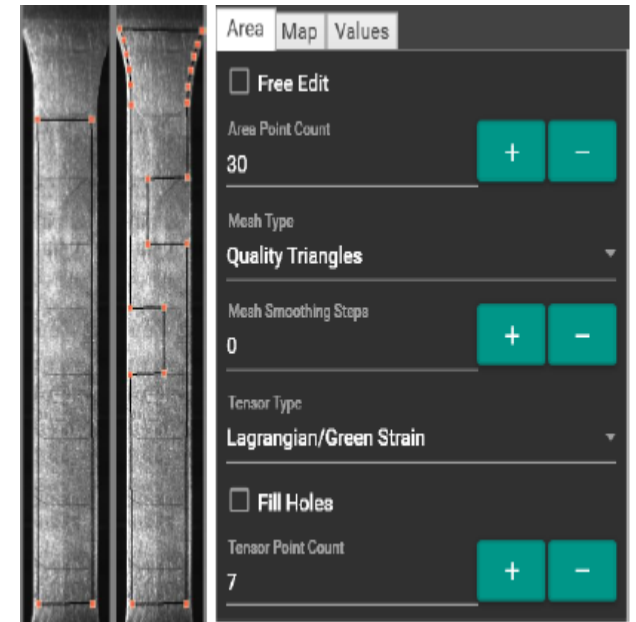 Area Map Values
Free Edit
Area Point Count
30
+ −
Mesh Type
Quality Triangles
Mesh Smoothing Steps
0
+ −
Tensor Type
Lagrangian/Green Strain
Fill Holes
Tensor Point Count
7
+ −